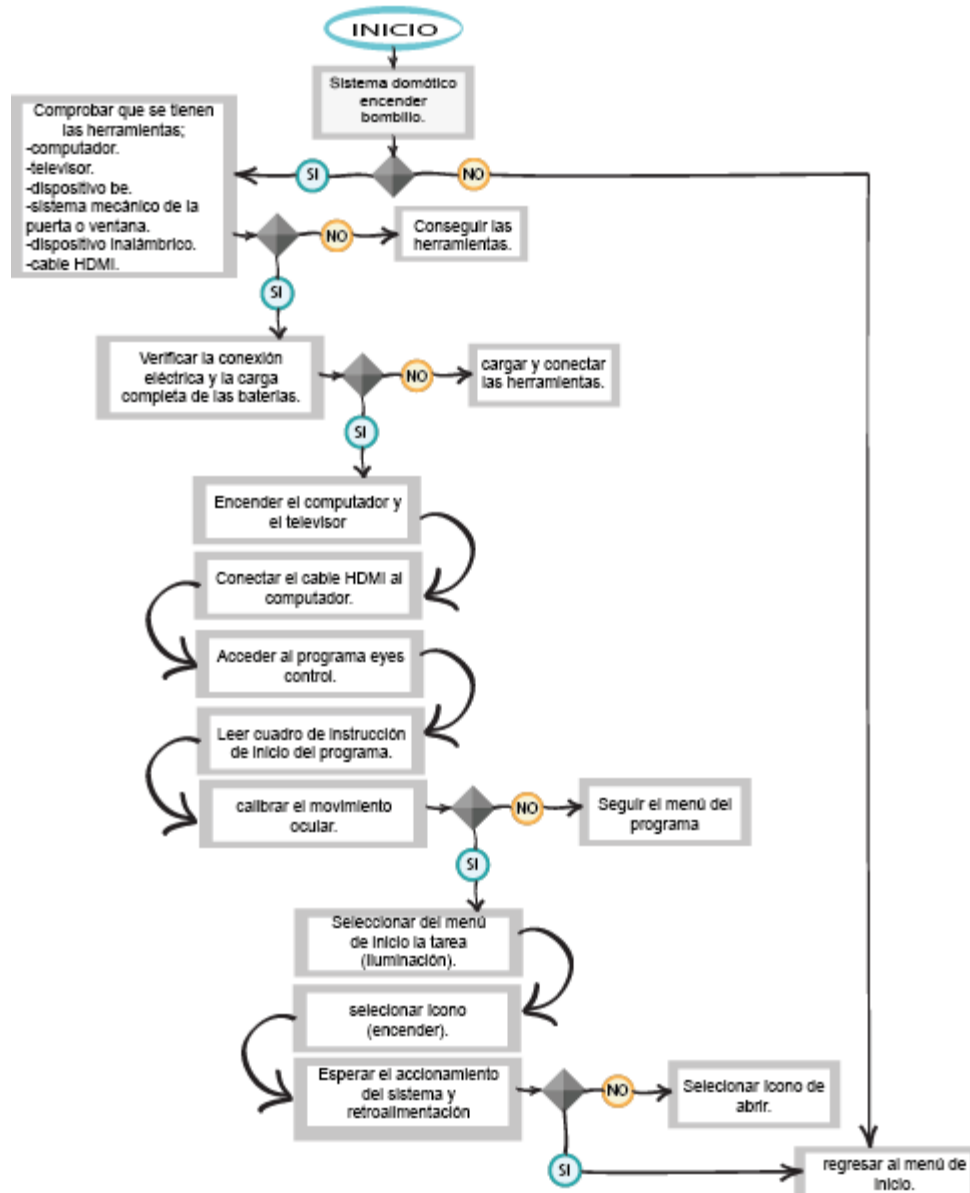 INICIO
Sistema domótico
encender
bombillo.
SI
NO
Comprobar que se tienen
las herramientas;
-computador.
-televisor.
-dispositivo be.
-sistema mecánico de la
puerta o ventana.
-dispositivo inalámbrico.
-cable HDMI.
NO
Conseguir las
herramientas.
SI
Verificar la conexión
eléctrica y la carga
completa de las baterías.
NO
cargar y conectar
las herramientas.
SI
Encender el computador y
el televisor
Conectar el cable HDMI al
computador.
Acceder al programa eyes
control.
Leer cuadro de instrucción
de inicio del programa.
calibrar el movimiento
ocular.
NO
Seguir el menú del
programa
SI
Seleccionar del menú
de inicio la tarea
(iluminación).
selecionar icono
(encender).
Esperar el accionamiento
del sistema y
retroalimentación
NO
Selecionar icono de
abrir.
SI
regresar al menú de
inicio.